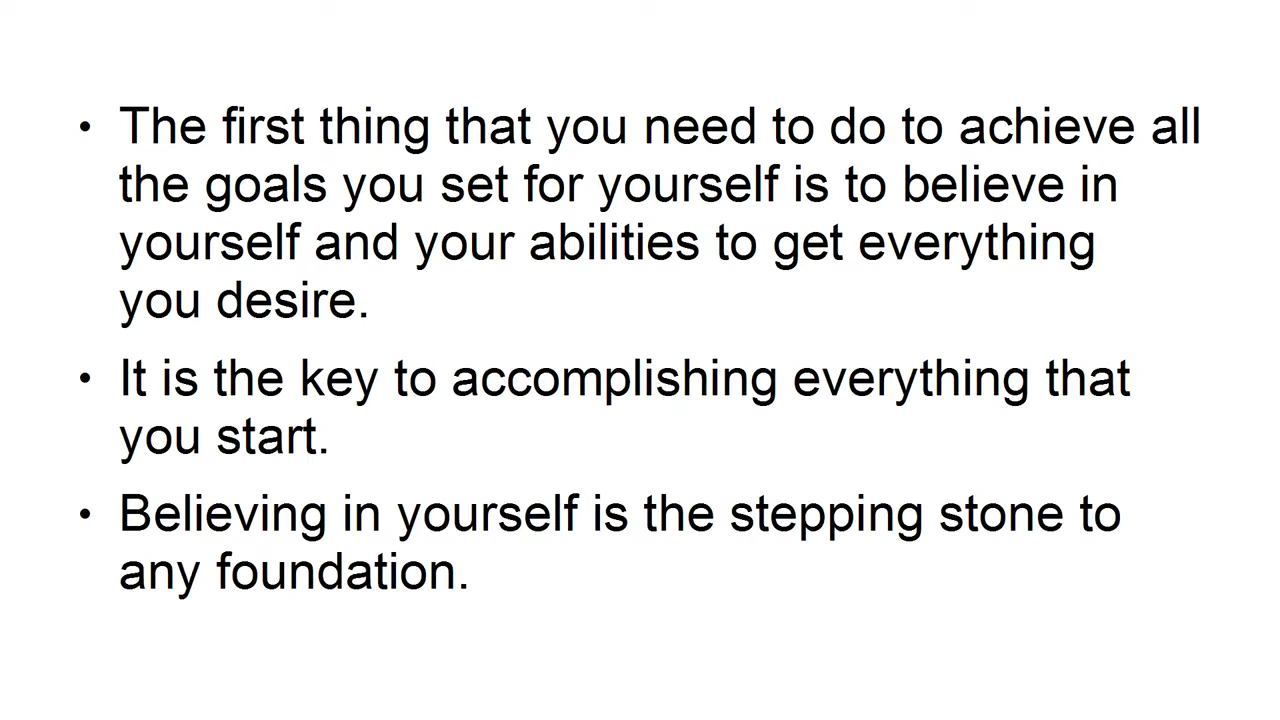 • The first thing that you need to do to achieve all
the goals you set for yourself is to believe in
yourself and your abilities to get everything
you desire.
• It is the key to accomplishing everything that
you start.
• Believing in yourself is the stepping stone to
any foundation.